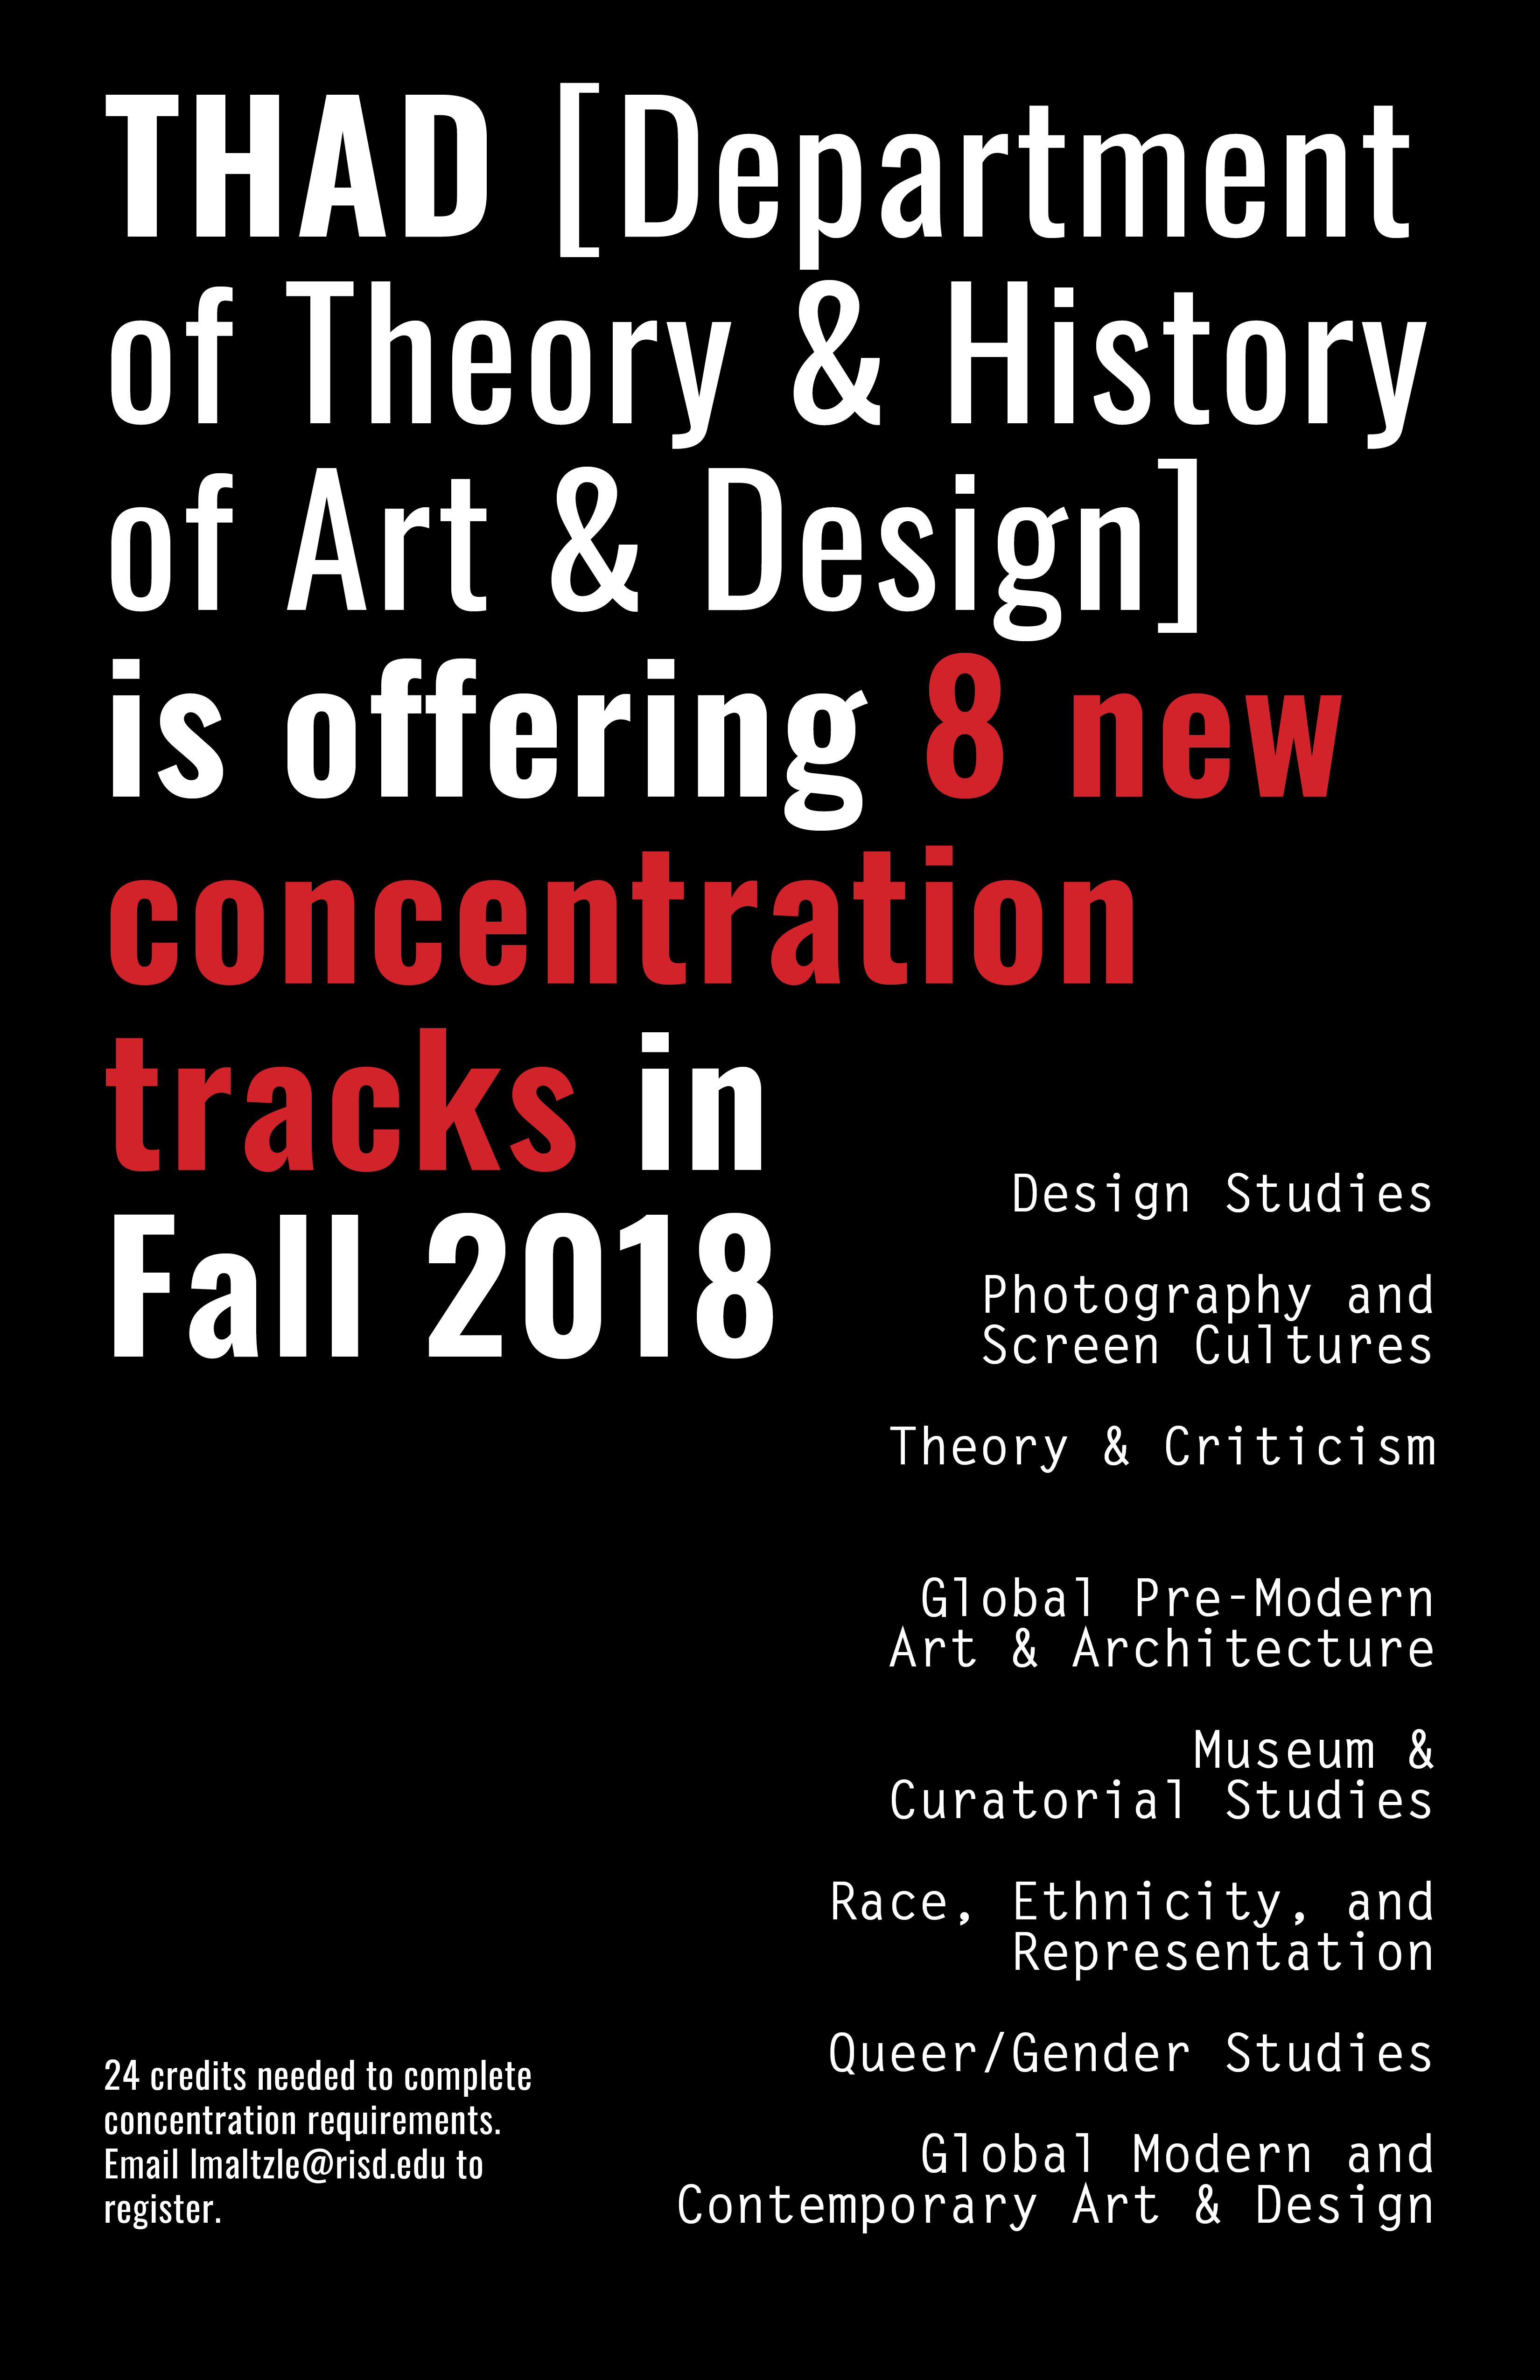 THAD [Department
of Theory & History
of Art & Design]
is offering 8 new
concentration
tracks in
Fall 2018
Design Studies
Photography and
Screen Cultures
Theory & Criticism
Global Pre-Modern
Art & Architecture
Museum &
Curatorial Studies
Race, Ethnicity, and
Representation
Queer/Gender Studies
Global Modern and
Contemporary Art & Design
24 credits needed to complete
concentration requirements.
Email lmaltzle@risd.edu to
register.